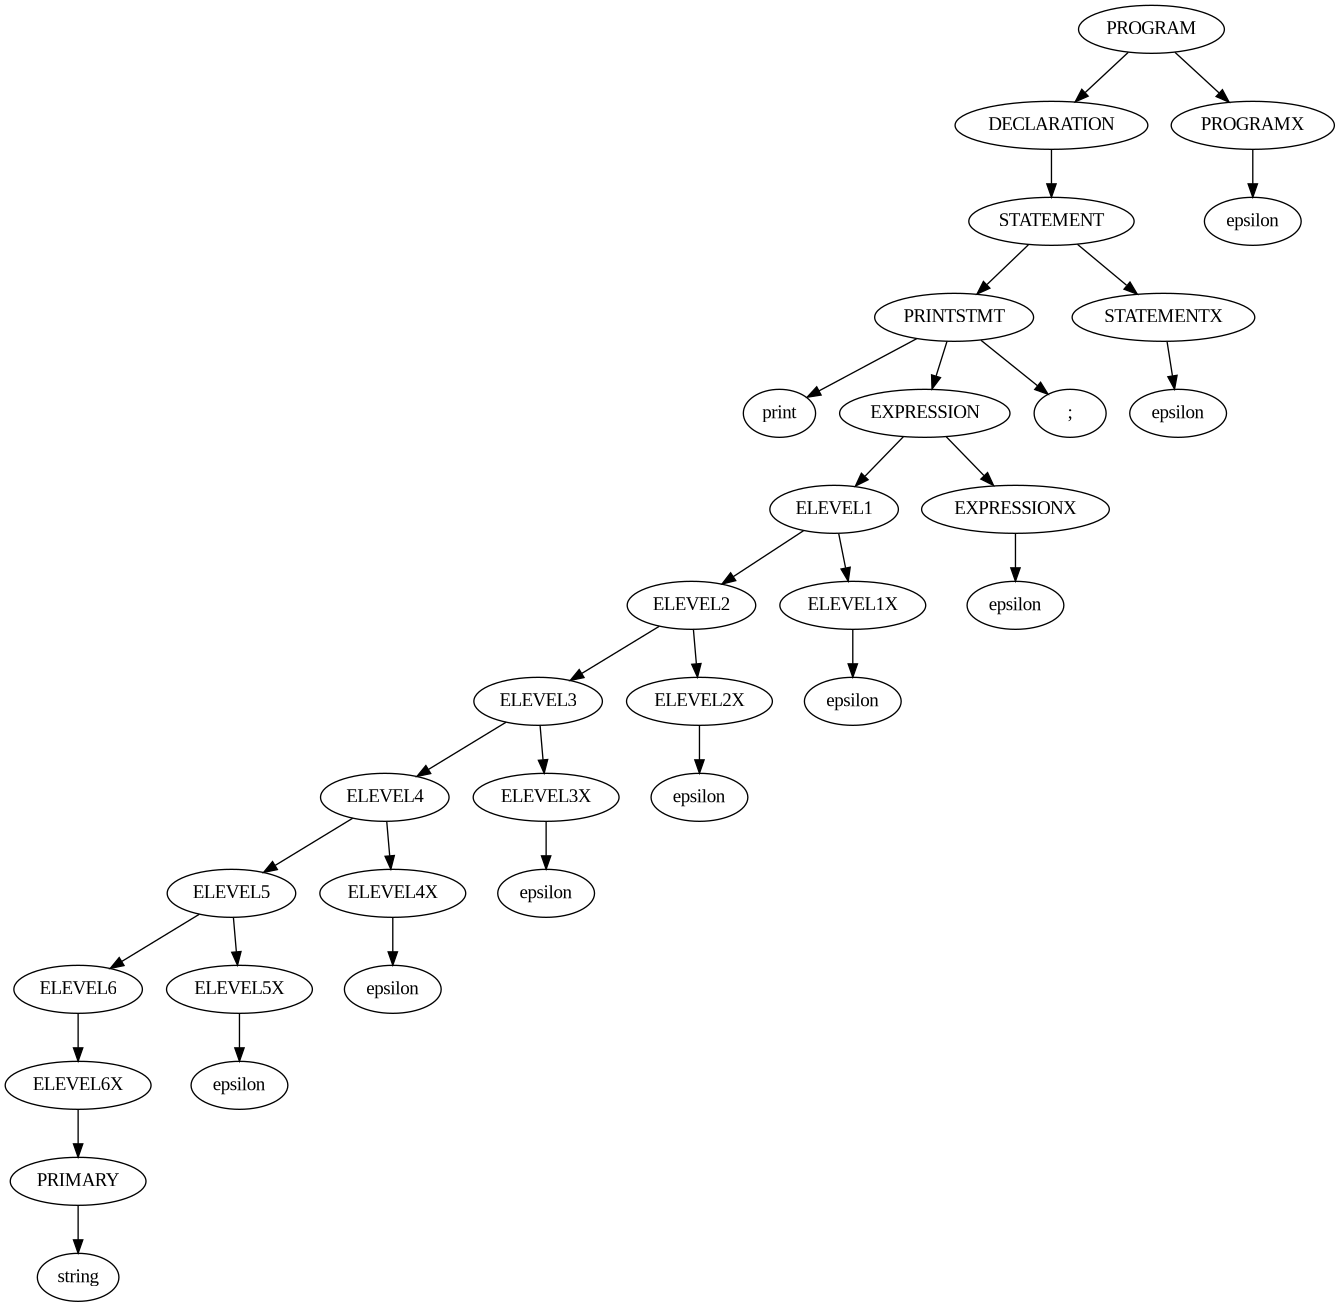 PROGRAM
DECLARATION PROGRAMX
STATEMENT epsilon
PRINTSTMT STATEMENTX
print EXPRESSION ; epsilon
ELEVEL1 EXPRESSIONX
ELEVEL2 ELEVEL1X epsilon
ELEVEL3 ELEVEL2X epsilon
ELEVEL4 ELEVEL3X epsilon
ELEVEL5 ELEVEL4X epsilon
ELEVEL6 ELEVEL5X epsilon
ELEVEL6X epsilon
PRIMARY
string